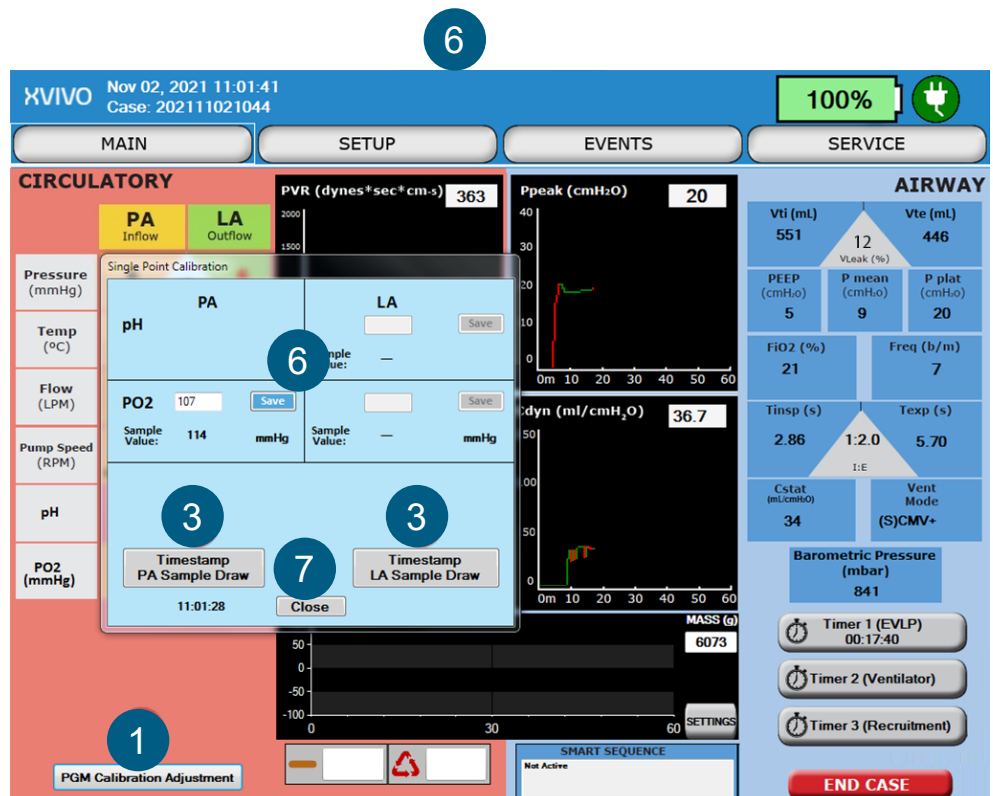 6
XVIVO
Nov 02, 2021 11:01:41
Case: 202111021044
100%
MAIN
SETUP
EVENTS
SERVICE
CIRCULATORY
PA
Inflow
LA
Outflow
Pressure
(mmHg)
Temp
(ºC)
Flow
(LPM)
Pump Speed
(RPM)
pH
PO2
(mmHg)
PVR (dynes*sec*cm-5)
363
2000
1500
Ppeak (cmH2O)
20
40
30
20
10
0
0m 10 20 30 40 50 60
Single Point Calibration
PA
LA
pH
Save
6
—
PO2
107
Save
Save
Sample
Value:
114
mmHg
Sample
Value:
—
mmHg
3
3
Timestamp
PA Sample Draw
7
Timestamp
LA Sample Draw
11:01:28
Close
Cdyn (ml/cmH2O)
36.7
50
0
0m 10 20 30 40 50 60
MASS (g)
6073
50
0
-50
-100
0 30 60
SETTINGS
1
PGM Calibration Adjustment
SMART SEQUENCE
Not Active
AIRWAY
Vti (mL)
551
12
VLeak (%)
Vte (mL)
446
PEEP
(cmH2o)
5
P mean
(cmH2o)
9
P plat
(cmH2o)
20
FiO2 (%)
21
Freq (b/m)
7
Tinsp (s)
2.86
1:2.0
I:E
Texp (s)
5.70
Cstat
(mL/cmH2O)
34
Vent
Mode
(S)CMV+
Barometric Pressure
(mbar)
841
Timer 1 (EVLP)
00:17:40
Timer 2 (Ventilator)
Timer 3 (Recruitment)
END CASE